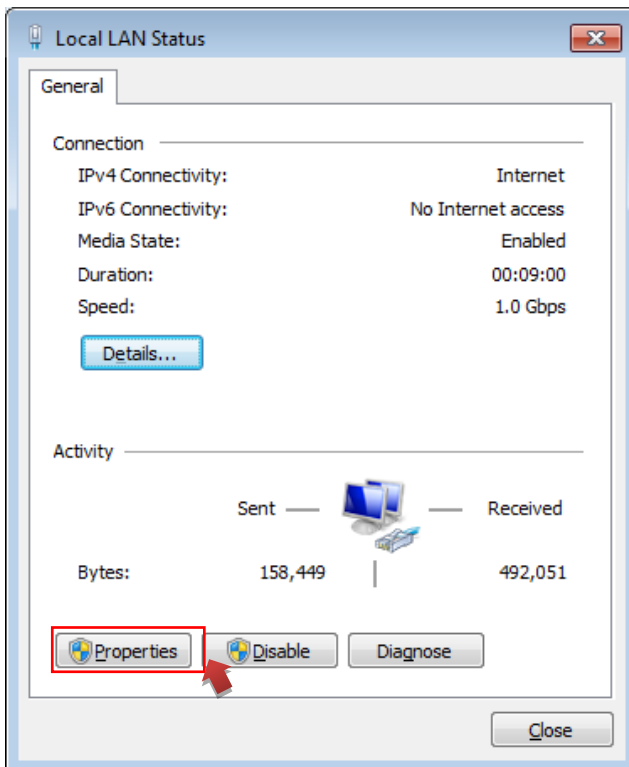 Local LAN Status
General
Connection
IPv4 Connectivity: Internet
IPv6 Connectivity: No Internet access
Media State: Enabled
Duration: 00:09:00
Speed: 1.0 Gbps
Details...
Activity
Sent Received
Bytes: 158,449 492,051
Properties Disable Diagnose
Close